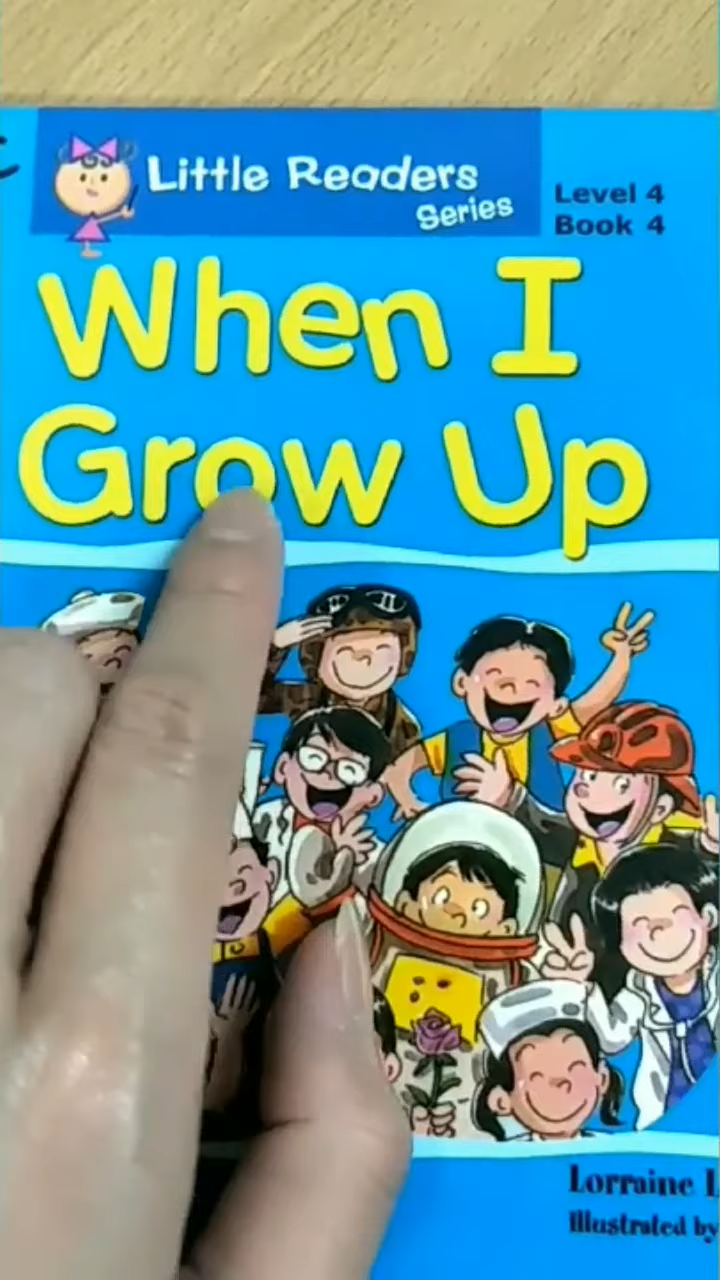 Little Readers
Series
Level 4
Book 4
When I
Grow Up
Lorraine
Illustrated by